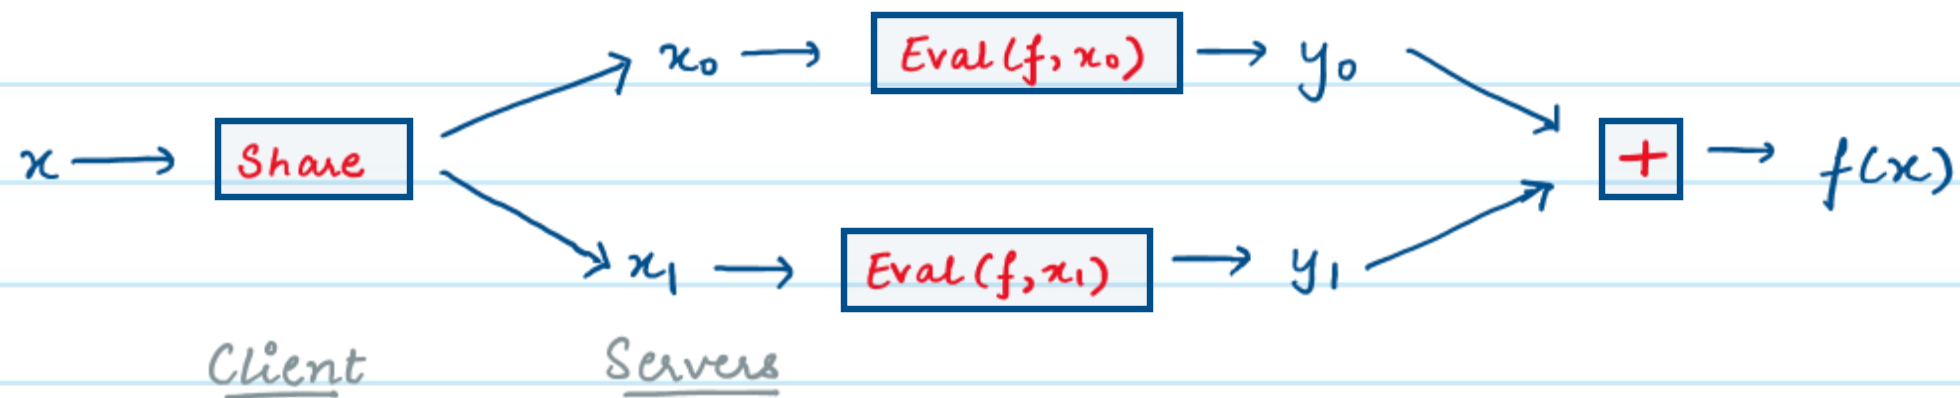 x₀ → Eval(f, x₀) → y₀
x → Share + → f(x)
x₁ → Eval(f, x₁) → y₁
Client Servers